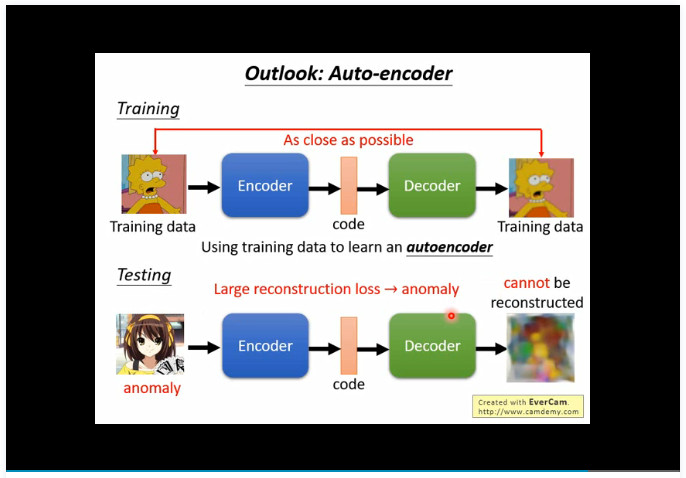 Outlook: Auto-encoder
Training
As close as possible
Encoder
Decoder
Training data
code
Training data
Using training data to learn an autoencoder
Testing
Large reconstruction loss → anomaly
cannot be
reconstructed
Encoder
Decoder
anomaly
code
Created with EverCam.
http://www.camdemy.com